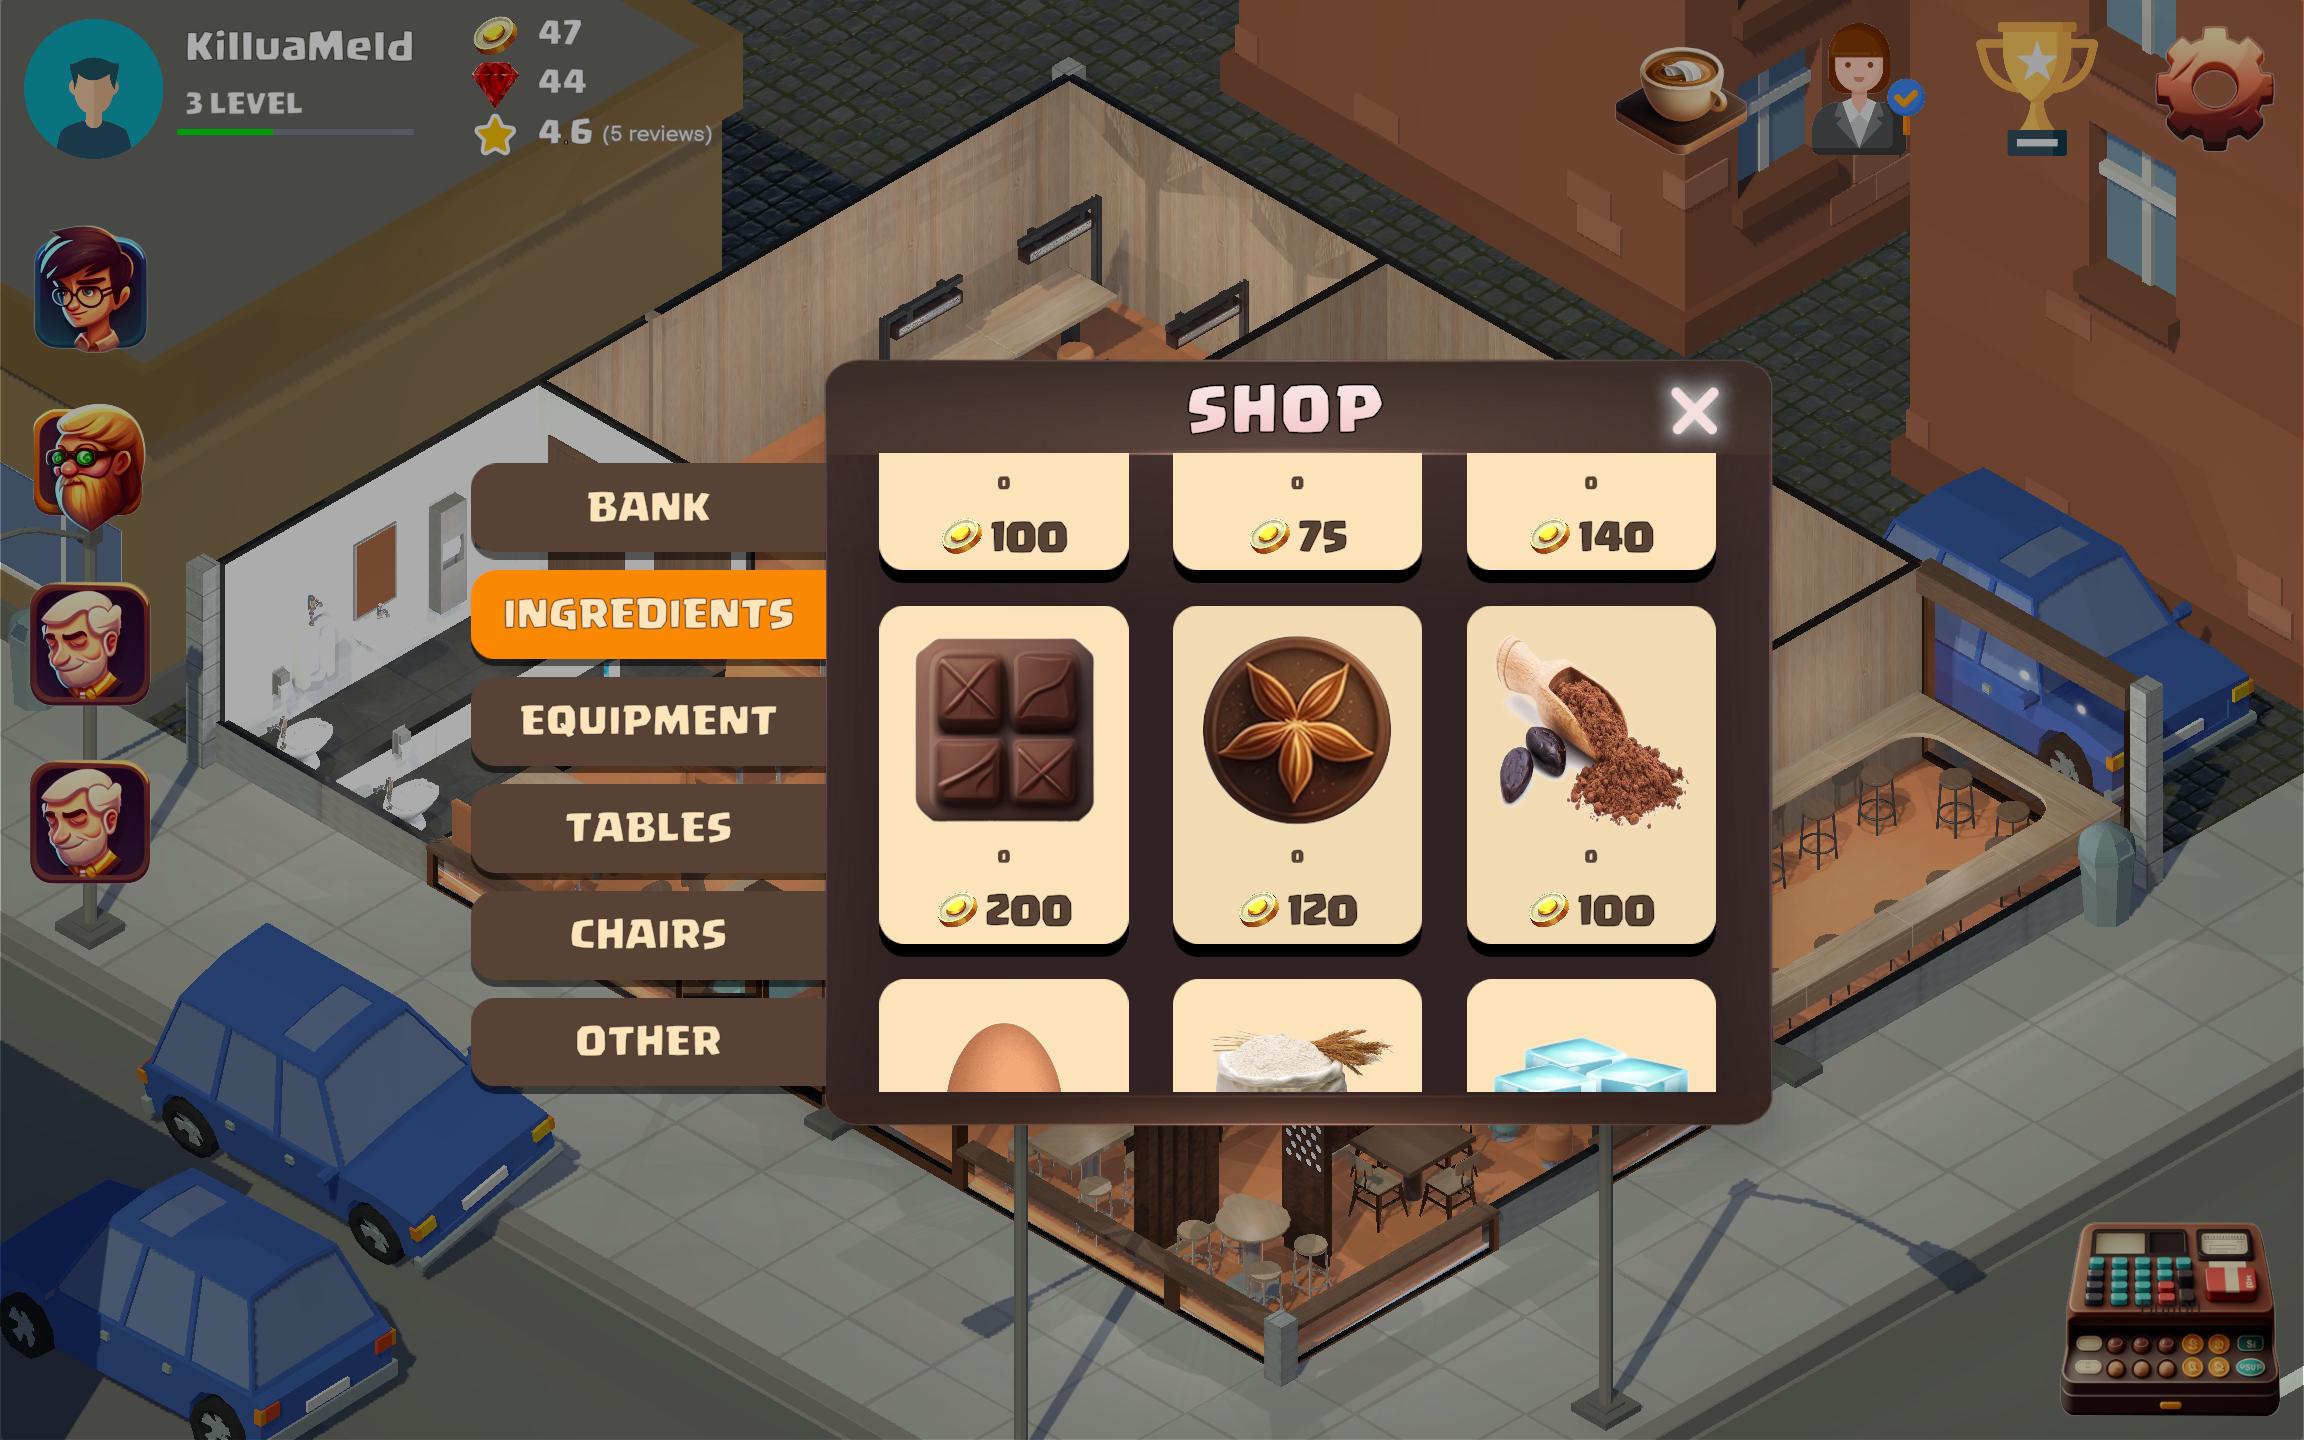 KilluaMeld
3 LEVEL
47
44
4.6 (5 reviews)
SHOP
BANK
INGREDIENTS
EQUIPMENT
TABLES
CHAIRS
OTHER
0
0
0
100
75
140
0
0
0
200
120
100